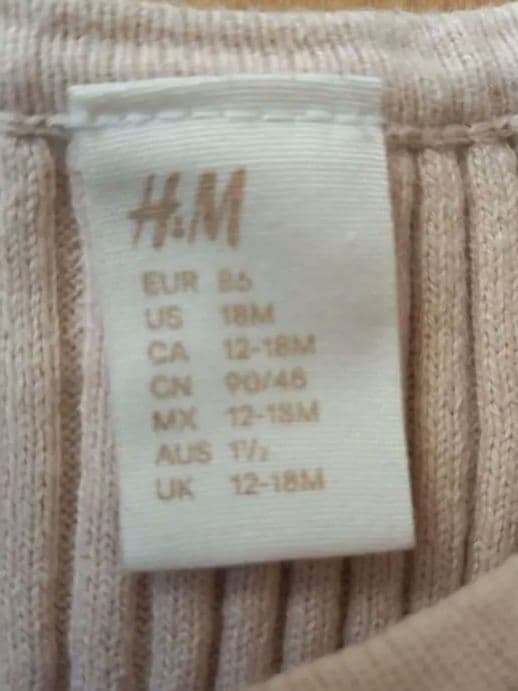 H&M
EUR 86
US 18M
CA 12-18M
CN 90/48
MX 12-18M
AUS 1½
UK 12-18M